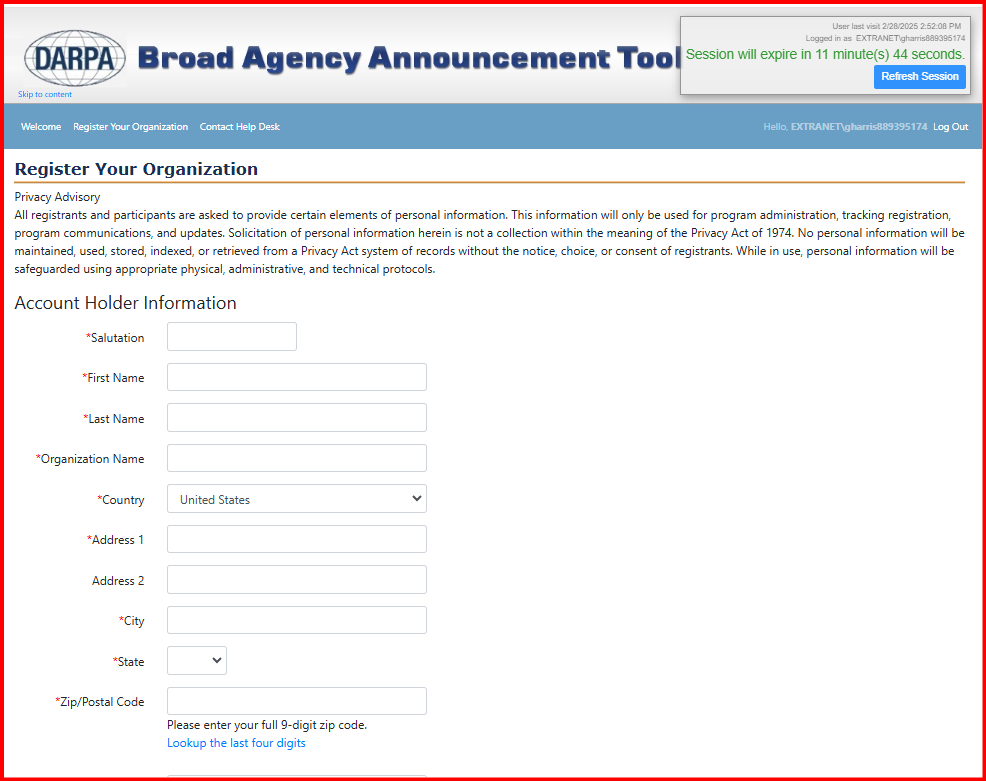 DARPA
Broad Agency Announcement Tool
Skip to content
User last visit 2/28/2025 2:52:08 PM
Logged in as EXTRANET\gharris889395174
Session will expire in 11 minute(s) 44 seconds.
Refresh Session
Welcome Register Your Organization Contact Help Desk
Hello, EXTRANET\gharris889395174 Log Out
Register Your Organization
Privacy Advisory
All registrants and participants are asked to provide certain elements of personal information. This information will only be used for program administration, tracking registration,
program communications, and updates. Solicitation of personal information herein is not a collection within the meaning of the Privacy Act of 1974. No personal information will be
maintained, used, stored, indexed, or retrieved from a Privacy Act system of records without the notice, choice, or consent of registrants. While in use, personal information will be
safeguarded using appropriate physical, administrative, and technical protocols.
Account Holder Information
*Salutation
*First Name
*Last Name
*Organization Name
*Country United States
*Address 1
Address 2
*City
*State
*Zip/Postal Code
Please enter your full 9-digit zip code.
Lookup the last four digits